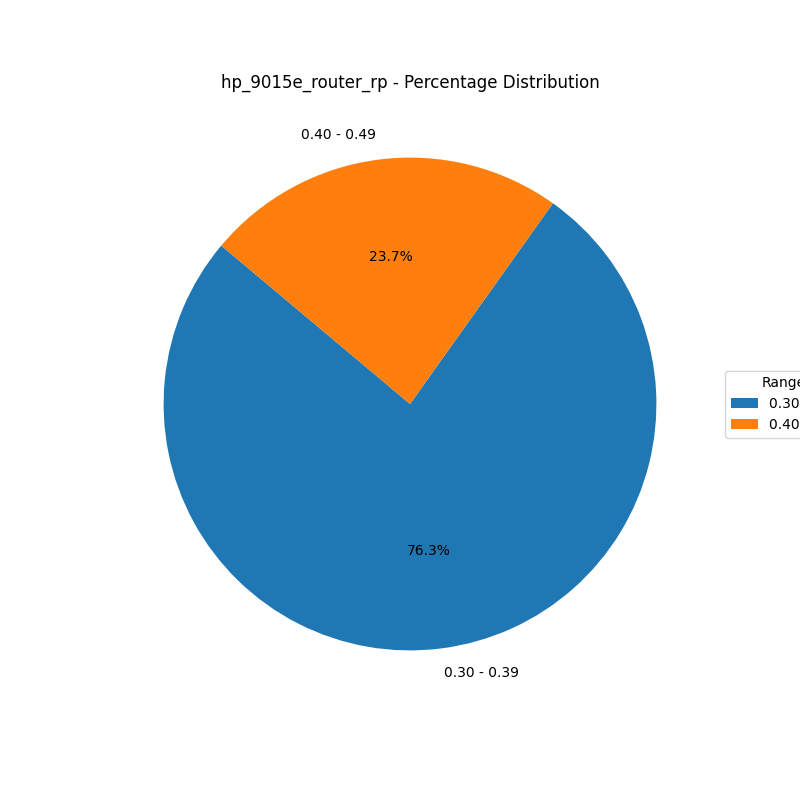 hp_9015e_router_rp - Percentage Distribution
0.40 - 0.49
23.7%
Range
0.30
0.40
76.3%
0.30 - 0.39